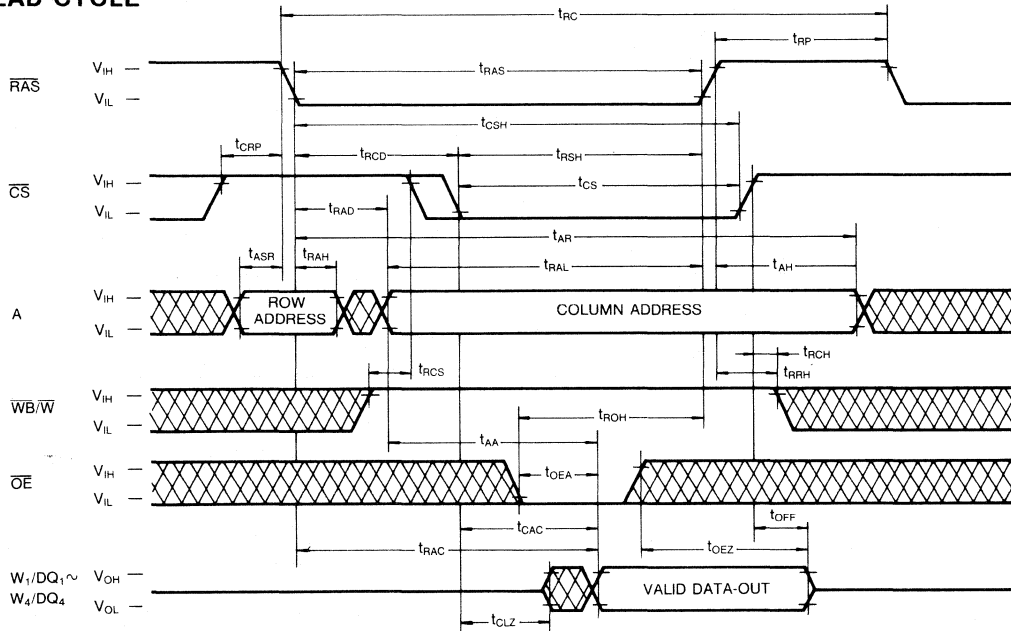 CYCLE
tRC
tRP
RAS
VIH
tRAS
VIL
tCSH
tCRP
tRCD
tRSH
CS
VIH
tCS
VIL
tRAD
tAR
tASR
tRAH
tRAL
tAH
A
VIH
ROW ADDRESS
COLUMN ADDRESS
VIL
tRCH
tRCS
tRRH
WB/W
VIH
VIL
tROH
tAA
OE
VIH
tOEA
VIL
tOFF
tCAC
tRAC
tOEZ
W1/DQ1~
W4/DQ4
VOH
VALID DATA-OUT
VOL
tCLZ